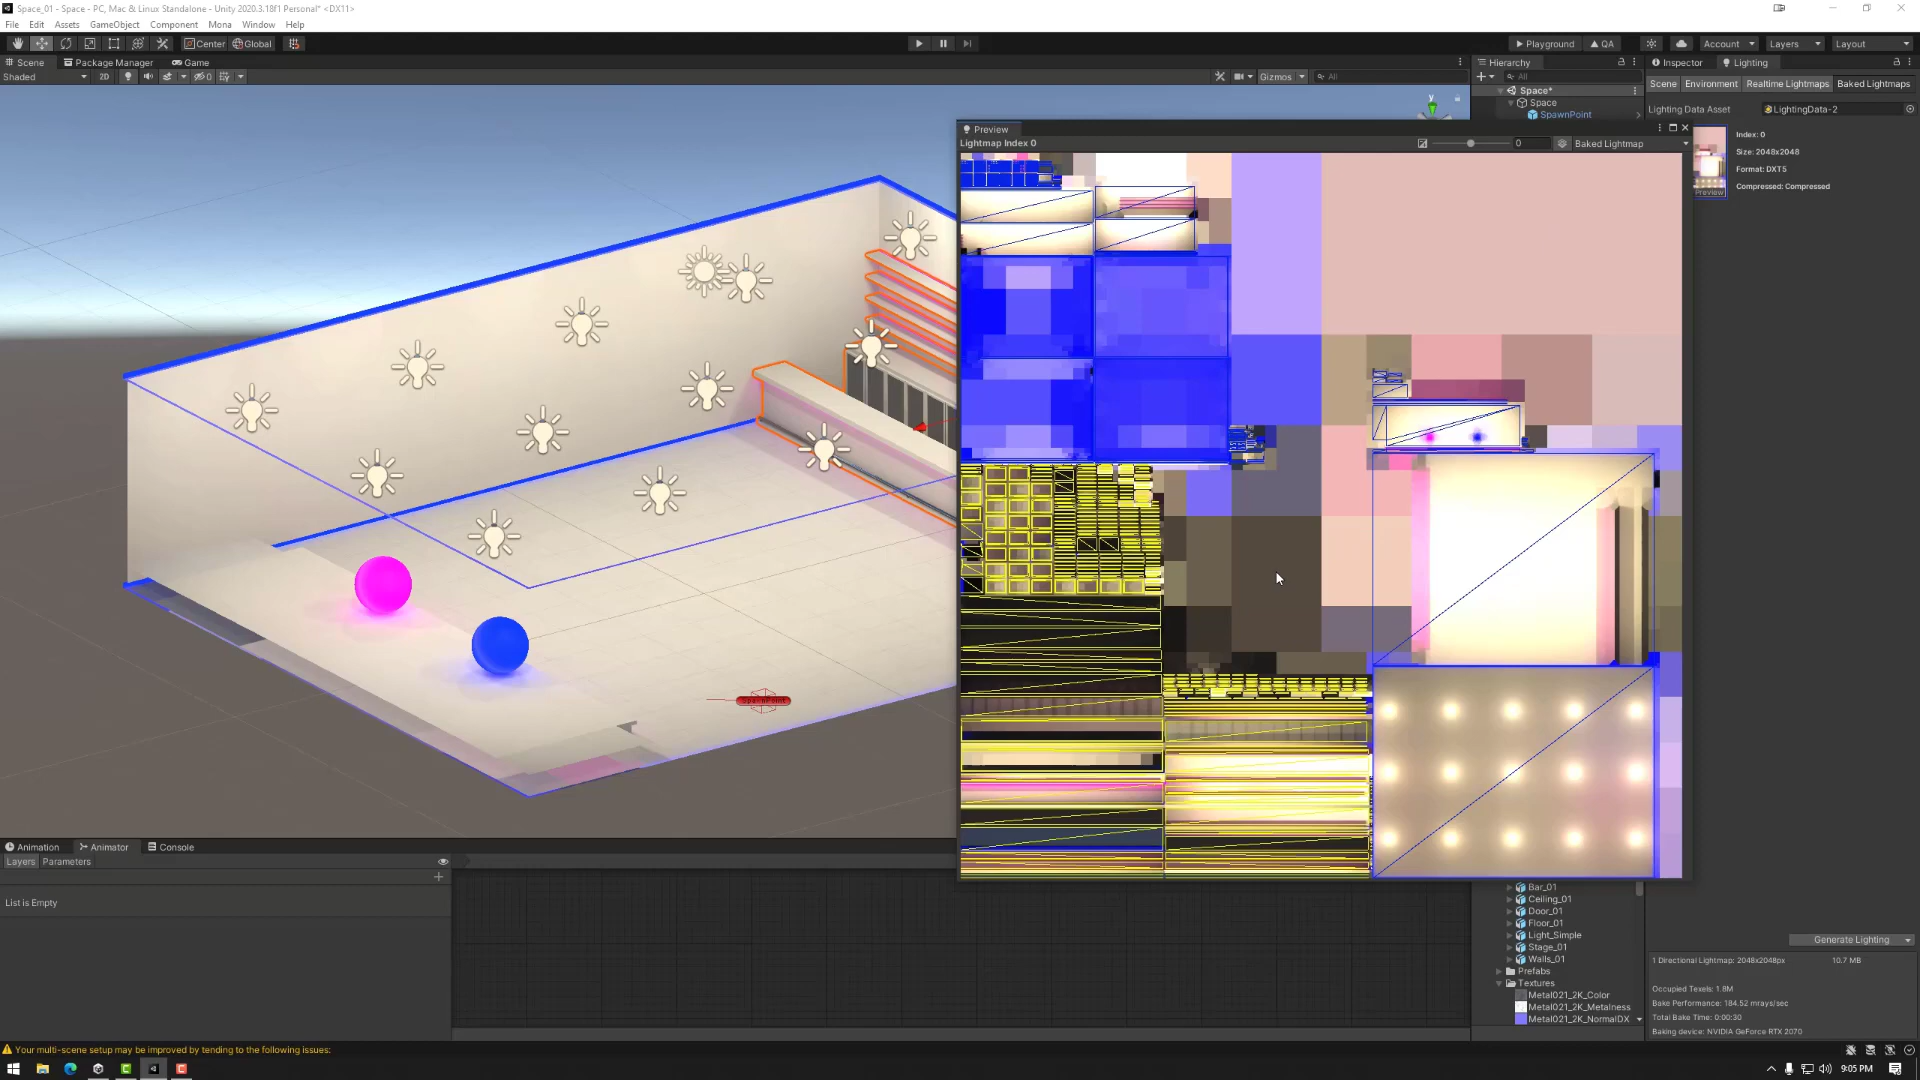 Space_01 - Space - PC, Mac & Linux Standalone - Unity 2020.3.18f1 Personal* <DX11>
File Edit Assets GameObject Component Mona Window Help
Center Global Playground QA Account Layers Layout
Scene Package Manager Game Hierarchy Inspector Lighting
Shaded 2D 0 Gizmos All All
Scene Environment Realtime Lightmaps Baked Lightmaps
Space*
Space
SpawnPoint
Lighting Data Asset LightingData-2
y
Preview
Lightmap Index 0 0 Baked Lightmap
Index: 0
Size: 2048x2048
Format: DXT5
Compressed: Compressed
Preview
SpawnPoint
Animation Animator Console
Layers Parameters
List is Empty
Bar_01
Ceiling_01
Door_01
Floor_01
Light_Simple
Stage_01
Walls_01
Prefabs
Textures
Metal021_2K_Color
Metal021_2K_Metalness
Metal021_2K_NormalDX
Generate Lighting
1 Directional Lightmap: 2048x2048px 10.7 MB
Occupied Texels: 1.8M
Bake Performance: 184.52 mrays/sec
Total Bake Time: 0:00:30
Baking device: NVIDIA GeForce RTX 2070
Your multi-scene setup may be improved by tending to the following issues:
9:05 PM